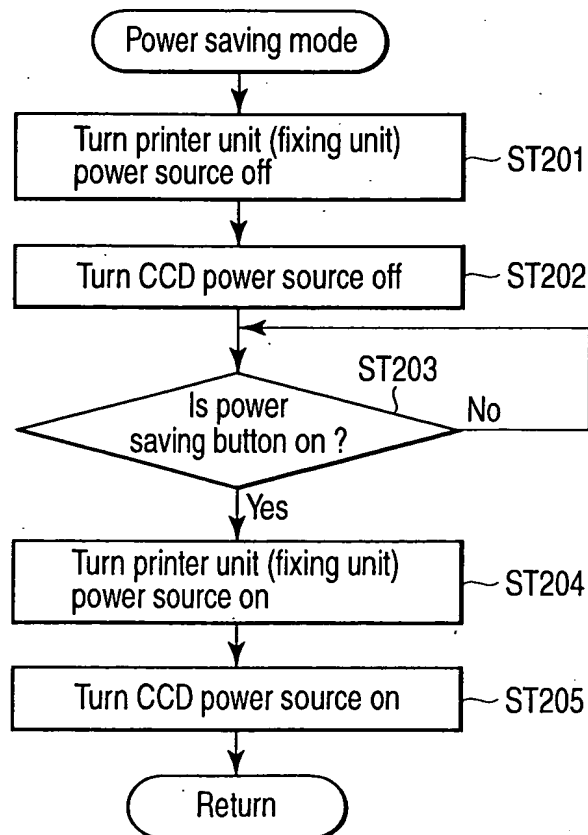 Power saving mode
Turn printer unit (fixing unit)
power source off
ST201
Turn CCD power source off
ST202
ST203
Is power
saving button on ?
No
Yes
Turn printer unit (fixing unit)
power source on
ST204
Turn CCD power source on
ST205
Return